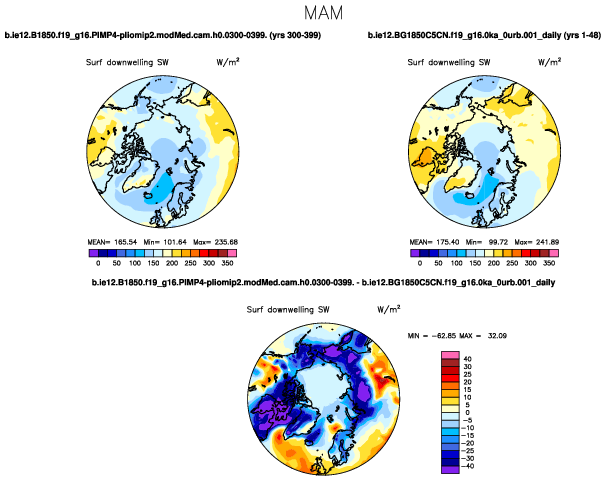 MAM
b.ie12.B1850.f19_g16.PIMP4-pliomip2.modMed.cam.h0.0300-0399. (yrs 300-399)
b.ie12.BG1850C5CN.f19_g16.0ka_0urb.001_daily (yrs 1-48)
Surf downwelling SW W/m²
Surf downwelling SW W/m²
MEAN= 165.54 Min= 101.64 Max= 235.68
MEAN= 175.40 Min= 99.72 Max= 241.89
0 50 100 150 200 250 300 350
0 50 100 150 200 250 300 350
b.ie12.B1850.f19_g16.PIMP4-pliomip2.modMed.cam.h0.0300-0399. - b.ie12.BG1850C5CN.f19_g16.0ka_0urb.001_daily
Surf downwelling SW W/m²
MIN = -62.85 MAX = 32.09
40
30
25
20
15
10
5
0
-5
-10
-15
-20
-25
-30
-40